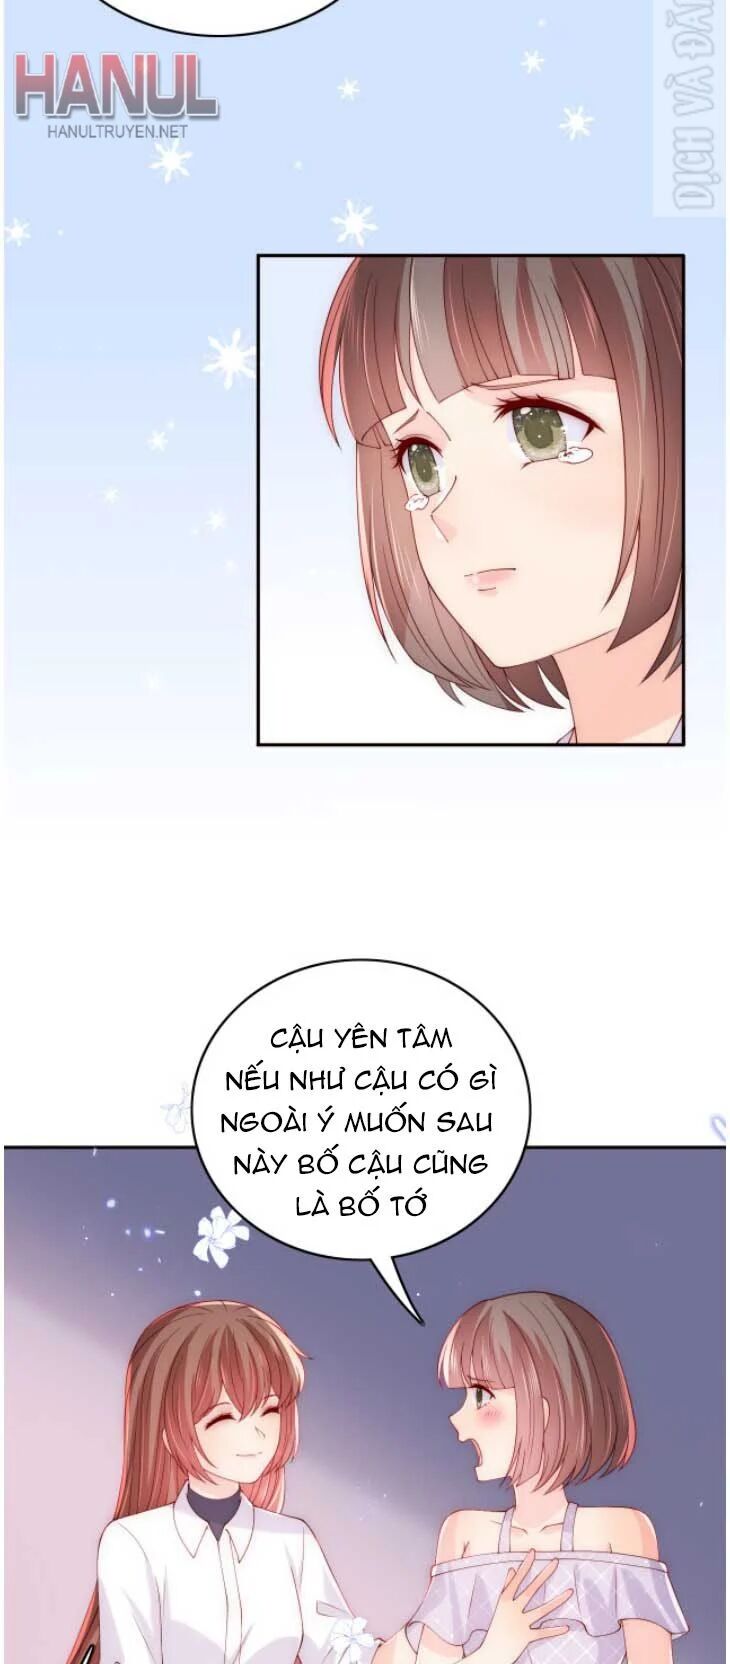 HANUL
HANULTRUYEN.NET
DỊCH VÀ ĐĂ
CẬU YÊN TÂM
NẾU NHƯ CẬU CÓ GÌ
NGOÀI Ý MUỐN SAU
NÀY BỐ CẬU CŨNG
LÀ BỐ TỚ